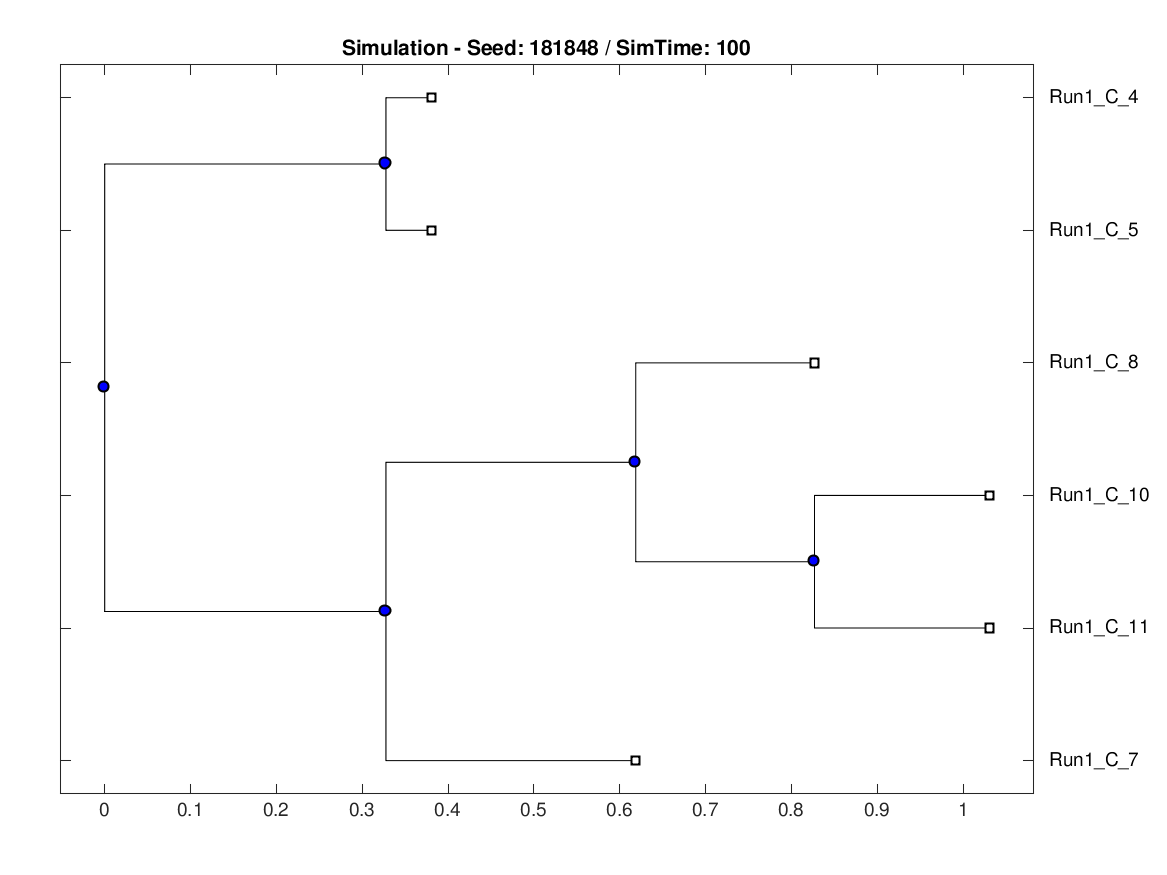 Simulation - Seed: 181848 / SimTime: 100
Run1_C_4
Run1_C_5
Run1_C_8
Run1_C_10
Run1_C_11
Run1_C_7
0 0.1 0.2 0.3 0.4 0.5 0.6 0.7 0.8 0.9 1